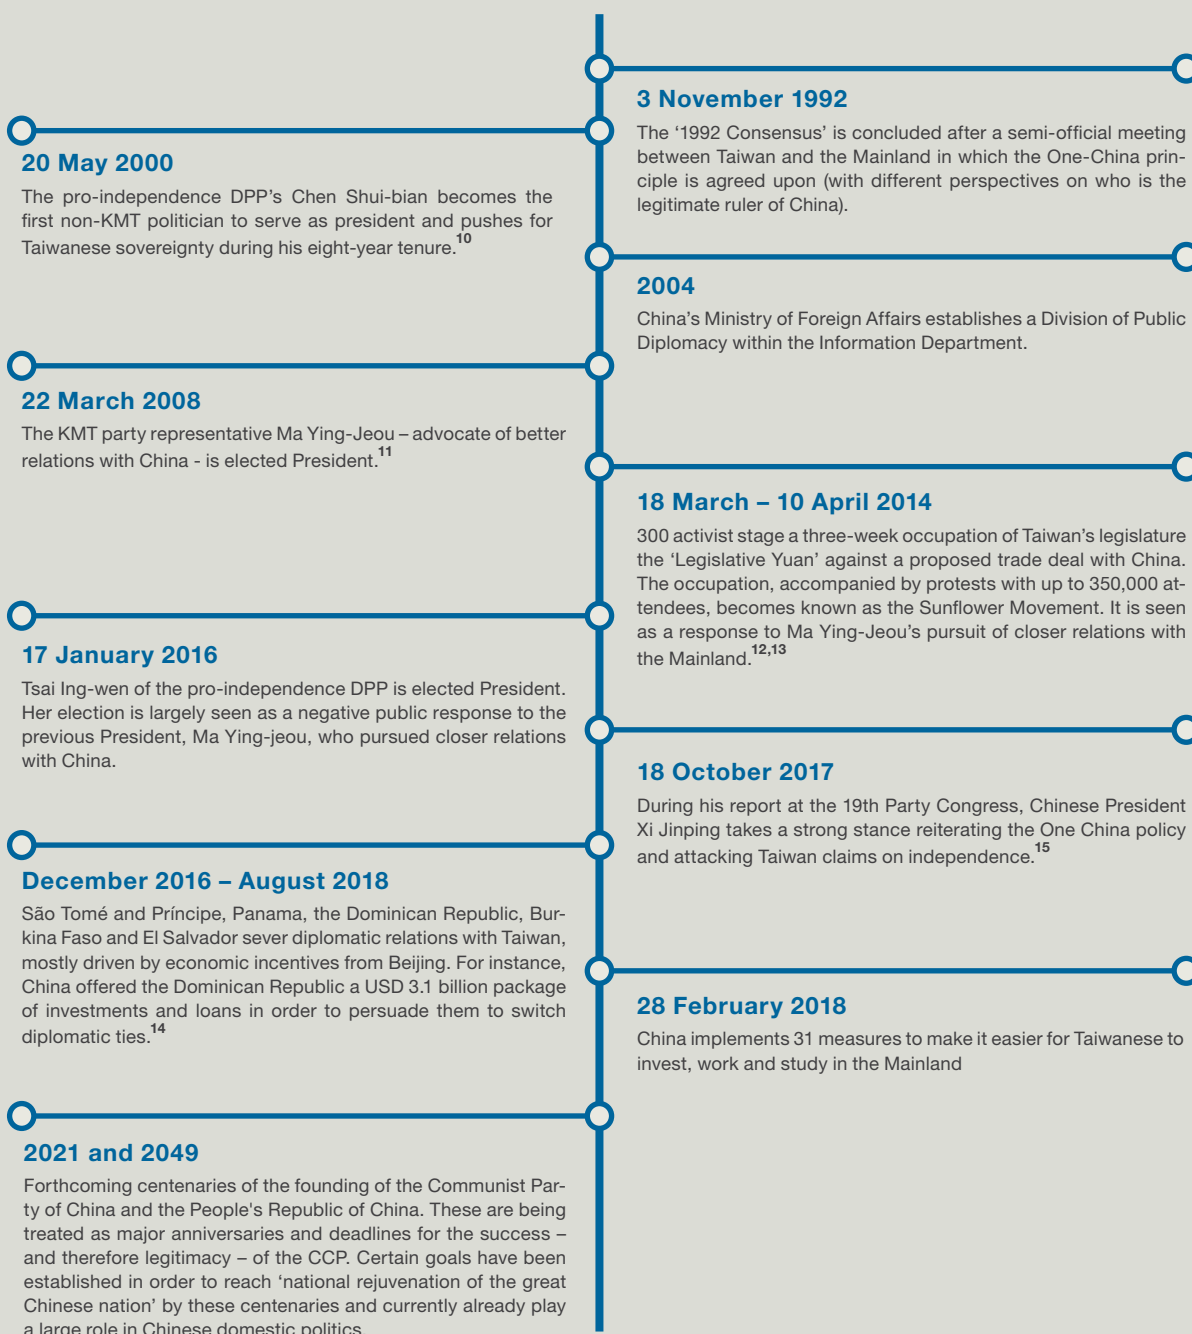 3 November 1992
The ‘1992 Consensus’ is concluded after a semi-official meeting
between Taiwan and the Mainland in which the One-China prin-
ciple is agreed upon (with different perspectives on who is the
legitimate ruler of China).
20 May 2000
The pro-independence DPP’s Chen Shui-bian becomes the
first non-KMT politician to serve as president and pushes for
Taiwanese sovereignty during his eight-year tenure.10
2004
China’s Ministry of Foreign Affairs establishes a Division of Public
Diplomacy within the Information Department.
22 March 2008
The KMT party representative Ma Ying-Jeou – advocate of better
relations with China - is elected President.11
18 March – 10 April 2014
300 activist stage a three-week occupation of Taiwan’s legislature
the ‘Legislative Yuan’ against a proposed trade deal with China.
The occupation, accompanied by protests with up to 350,000 at-
tendees, becomes known as the Sunflower Movement. It is seen
as a response to Ma Ying-Jeou’s pursuit of closer relations with
the Mainland.12,13
17 January 2016
Tsai Ing-wen of the pro-independence DPP is elected President.
Her election is largely seen as a negative public response to the
previous President, Ma Ying-jeou, who pursued closer relations
with China.
18 October 2017
During his report at the 19th Party Congress, Chinese President
Xi Jinping takes a strong stance reiterating the One China policy
and attacking Taiwan claims on independence.15
December 2016 – August 2018
São Tomé and Príncipe, Panama, the Dominican Republic, Bur-
kina Faso and El Salvador sever diplomatic relations with Taiwan,
mostly driven by economic incentives from Beijing. For instance,
China offered the Dominican Republic a USD 3.1 billion package
of investments and loans in order to persuade them to switch
diplomatic ties.14
28 February 2018
China implements 31 measures to make it easier for Taiwanese to
invest, work and study in the Mainland
2021 and 2049
Forthcoming centenaries of the founding of the Communist Par-
ty of China and the People's Republic of China. These are being
treated as major anniversaries and deadlines for the success –
and therefore legitimacy – of the CCP. Certain goals have been
established in order to reach ‘national rejuvenation of the great
Chinese nation’ by these centenaries and currently already play
a large role in Chinese domestic politics